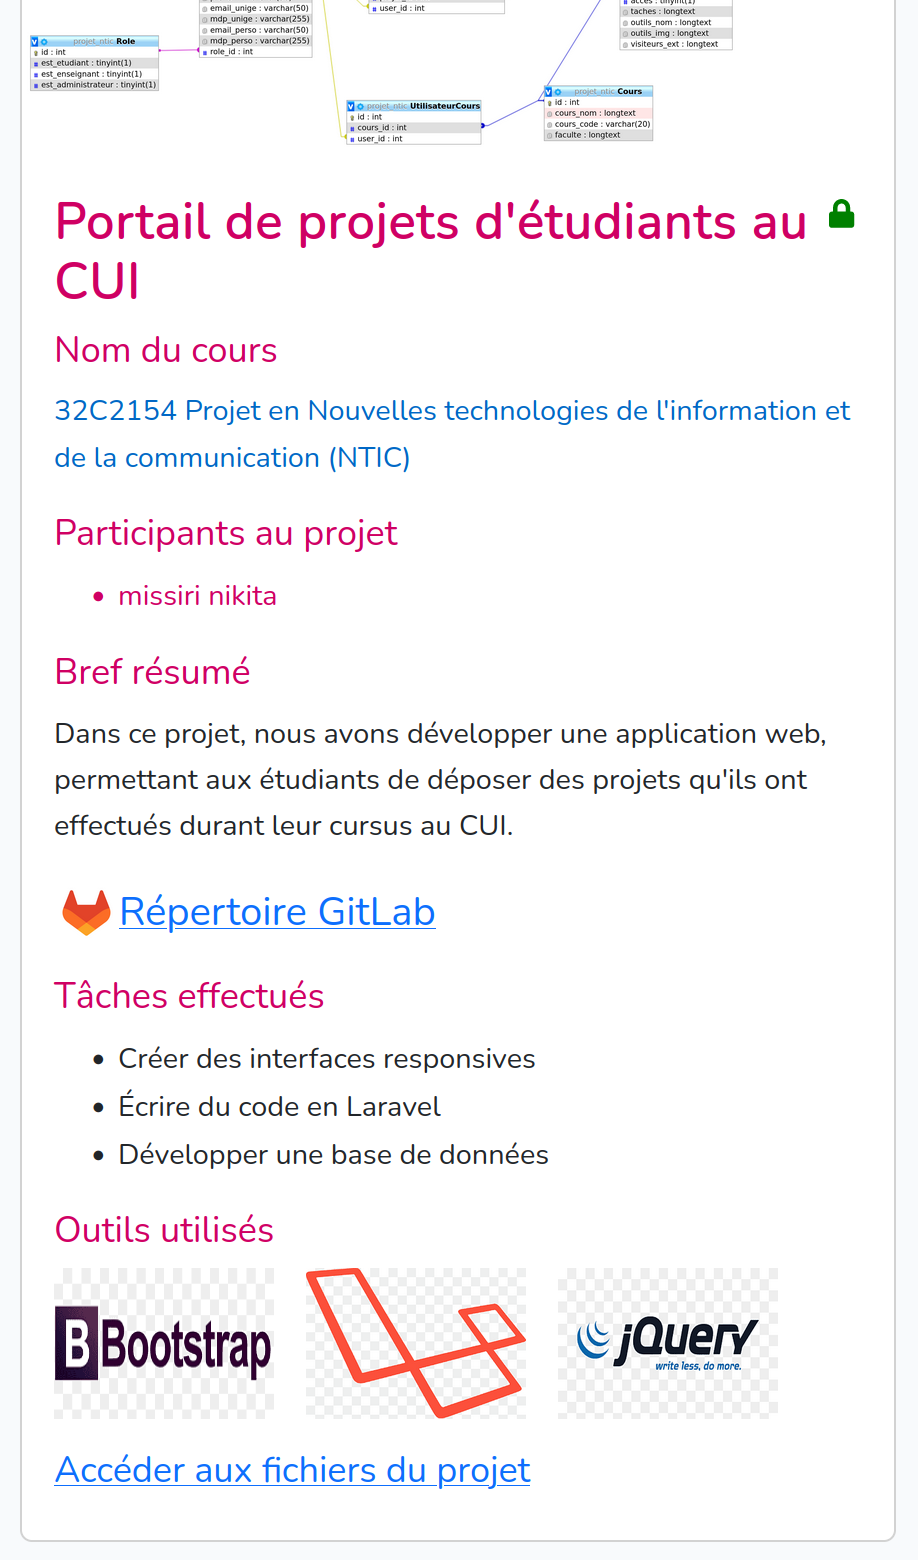 email_unige : varchar(50)
mdp_unige : varchar(255)
email_perso : varchar(50)
mdp_perso : varchar(255)
role_id : int
user_id : int
acces : tinyint(1)
taches : longtext
outils_nom : longtext
outils_img : longtext
visiteurs_ext : longtext
projet_ntic Role
id : int
est_etudiant : tinyint(1)
est_enseignant : tinyint(1)
est_administrateur : tinyint(1)
projet_ntic UtilisateurCours
id : int
cours_id : int
user_id : int
projet_ntic Cours
id : int
cours_nom : longtext
cours_code : varchar(20)
faculte : longtext
Portail de projets d'étudiants au
CUI
Nom du cours
32C2154 Projet en Nouvelles technologies de l'information et
de la communication (NTIC)
Participants au projet
• missiri nikita
Bref résumé
Dans ce projet, nous avons développer une application web,
permettant aux étudiants de déposer des projets qu'ils ont
effectués durant leur cursus au CUI.
Répertoire GitLab
Tâches effectués
• Créer des interfaces responsives
• Écrire du code en Laravel
• Développer une base de données
Outils utilisés
B Bootstrap
jQuery
write less, do more.
Accéder aux fichiers du projet